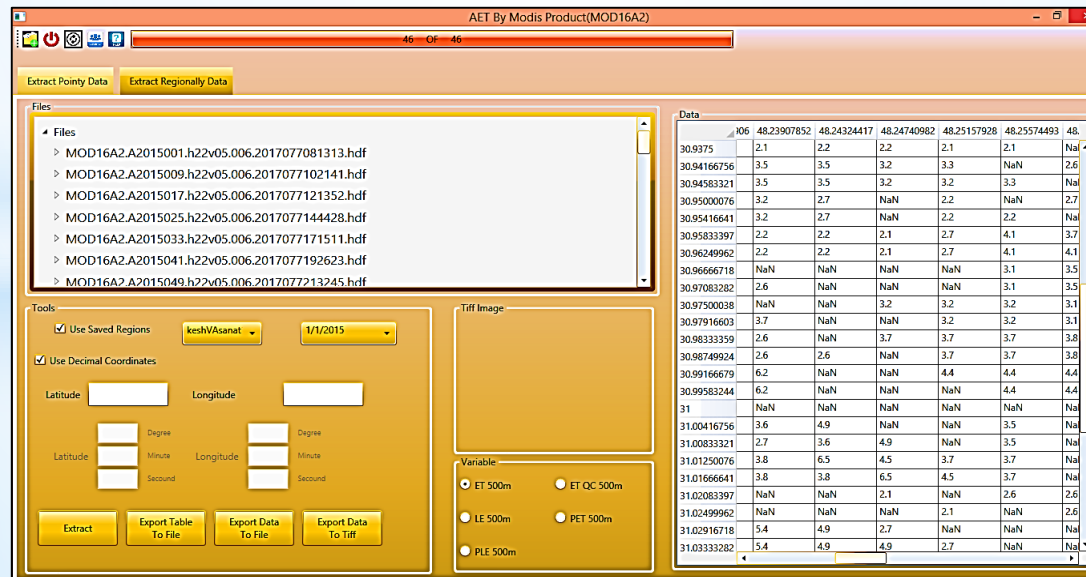 AET By Modis Product(MOD16A2)
46 OF 46
Extract Pointy Data Extract Regionally Data
Files
Files
MOD16A2.A2015001.h22v05.006.2017077081313.hdf
MOD16A2.A2015009.h22v05.006.2017077102141.hdf
MOD16A2.A2015017.h22v05.006.2017077121352.hdf
MOD16A2.A2015025.h22v05.006.2017077144428.hdf
MOD16A2.A2015033.h22v05.006.2017077171511.hdf
MOD16A2.A2015041.h22v05.006.2017077192623.hdf
MOD16A2.A2015049.h22v05.006.2017077213245.hdf
Tools
Use Saved Regions keshVAsanat 1/1/2015
Use Decimal Coordinates
Latitude Longitude
Degree Degree
Latitude Minute Longitude Minute
Secound Secound
Extract Export Table To File Export Data To File Export Data To Tiff
Tiff Image
Variable
ET 500m ET QC 500m
LE 500m PET 500m
PLE 500m
Data
906 48.23907852 48.24324417 48.24740982 48.25157928 48.25574493 48.
30.9375 2.1 2.2 2.2 2.1 2.1 Nal
30.94166756 3.5 3.5 3.2 3.3 NaN 2.6
30.94583321 3.5 3.5 3.2 3.2 3.3 Nal
30.95000076 3.2 2.7 NaN 2.2 NaN 2.7
30.95416641 3.2 2.7 NaN 2.2 2.2 Nal
30.95833397 2.2 2.2 2.1 2.7 4.1 3.7
30.96249962 2.2 2.2 2.1 2.7 4.1 4.1
30.96666718 NaN NaN NaN NaN 3.1 3.5
30.97083282 2.6 NaN NaN NaN 3.1 3.5
30.97500038 NaN NaN 3.2 3.2 3.2 3.1
30.97916603 3.7 NaN NaN 3.2 3.2 3.1
30.98333359 2.6 NaN 3.7 3.7 3.7 3.8
30.98749924 2.6 2.6 NaN 3.7 3.7 3.8
30.99166679 6.2 NaN NaN 4.4 4.4 4.4
30.99583244 6.2 NaN NaN NaN 4.4 4.4
31 NaN NaN NaN NaN NaN Nal
31.00416756 3.6 4.9 NaN NaN 3.5 Nal
31.00833321 2.7 3.6 4.9 NaN 3.5 Nal
31.01250076 3.8 6.5 4.5 3.7 3.7 Nal
31.01666641 3.8 3.8 6.5 4.5 3.7 Nal
31.02083397 NaN NaN 2.1 NaN 2.6 2.6
31.02499962 NaN NaN NaN 2.1 NaN 2.6
31.02916718 5.4 4.9 2.7 NaN NaN Nal
31.03333282 5.4 4.9 4.9 2.7 NaN Nal